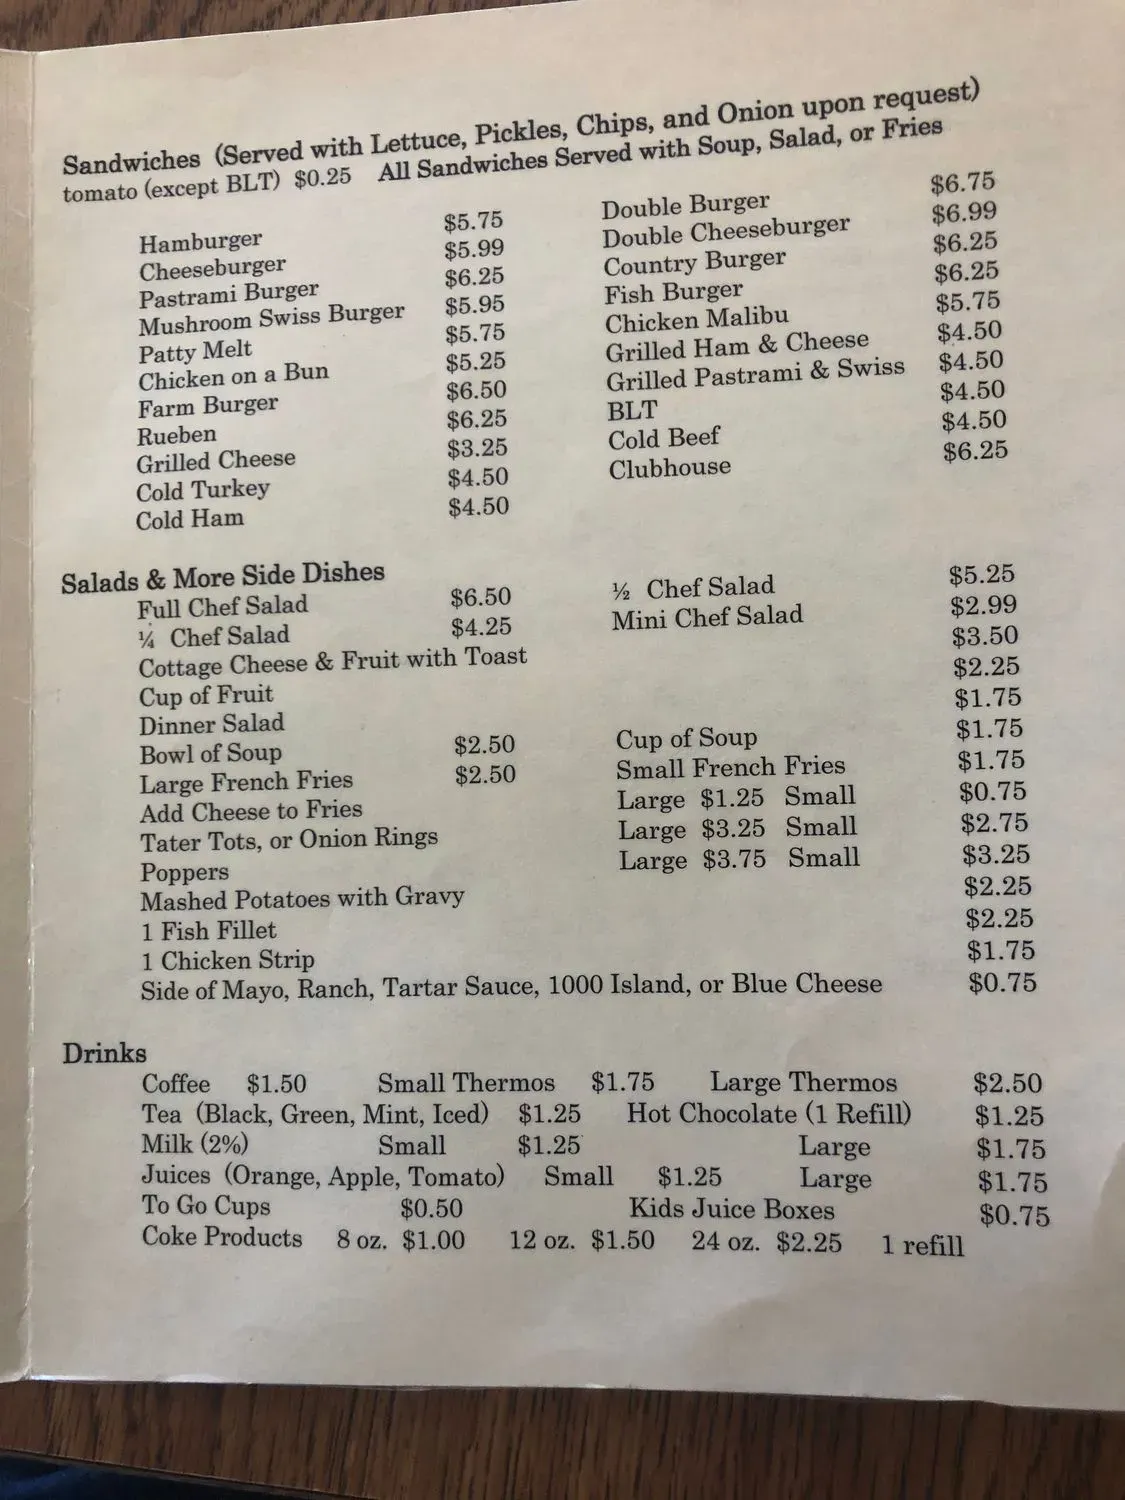 Sandwiches (Served with Lettuce, Pickles, Chips, and Onion upon request)
tomato (except BLT) $0.25 All Sandwiches Served with Soup, Salad, or Fries
Hamburger $5.75 Double Burger $6.75
Cheeseburger $5.99 Double Cheeseburger $6.99
Pastrami Burger $6.25 Country Burger $6.25
Mushroom Swiss Burger $5.95 Fish Burger $6.25
Patty Melt $5.75 Chicken Malibu $5.75
Chicken on a Bun $5.25 Grilled Ham & Cheese $4.50
Farm Burger $6.50 Grilled Pastrami & Swiss $4.50
Rueben $6.25 BLT $4.50
Grilled Cheese $3.25 Cold Beef $4.50
Cold Turkey $4.50 Clubhouse $6.25
Cold Ham $4.50
Salads & More Side Dishes
Full Chef Salad $6.50 ½ Chef Salad $5.25
¼ Chef Salad $4.25 Mini Chef Salad $2.99
Cottage Cheese & Fruit with Toast $3.50
Cup of Fruit $2.25
Dinner Salad $1.75
Bowl of Soup $2.50 Cup of Soup $1.75
Large French Fries $2.50 Small French Fries $1.75
Add Cheese to Fries Large $1.25 Small $0.75
Tater Tots, or Onion Rings Large $3.25 Small $2.75
Poppers Large $3.75 Small $3.25
Mashed Potatoes with Gravy $2.25
1 Fish Fillet $2.25
1 Chicken Strip $1.75
Side of Mayo, Ranch, Tartar Sauce, 1000 Island, or Blue Cheese $0.75
Drinks
Coffee $1.50 Small Thermos $1.75 Large Thermos $2.50
Tea (Black, Green, Mint, Iced) $1.25 Hot Chocolate (1 Refill) $1.25
Milk (2%) Small $1.25 Large $1.75
Juices (Orange, Apple, Tomato) Small $1.25 Large $1.75
To Go Cups $0.50 Kids Juice Boxes $0.75
Coke Products 8 oz. $1.00 12 oz. $1.50 24 oz. $2.25 1 refill